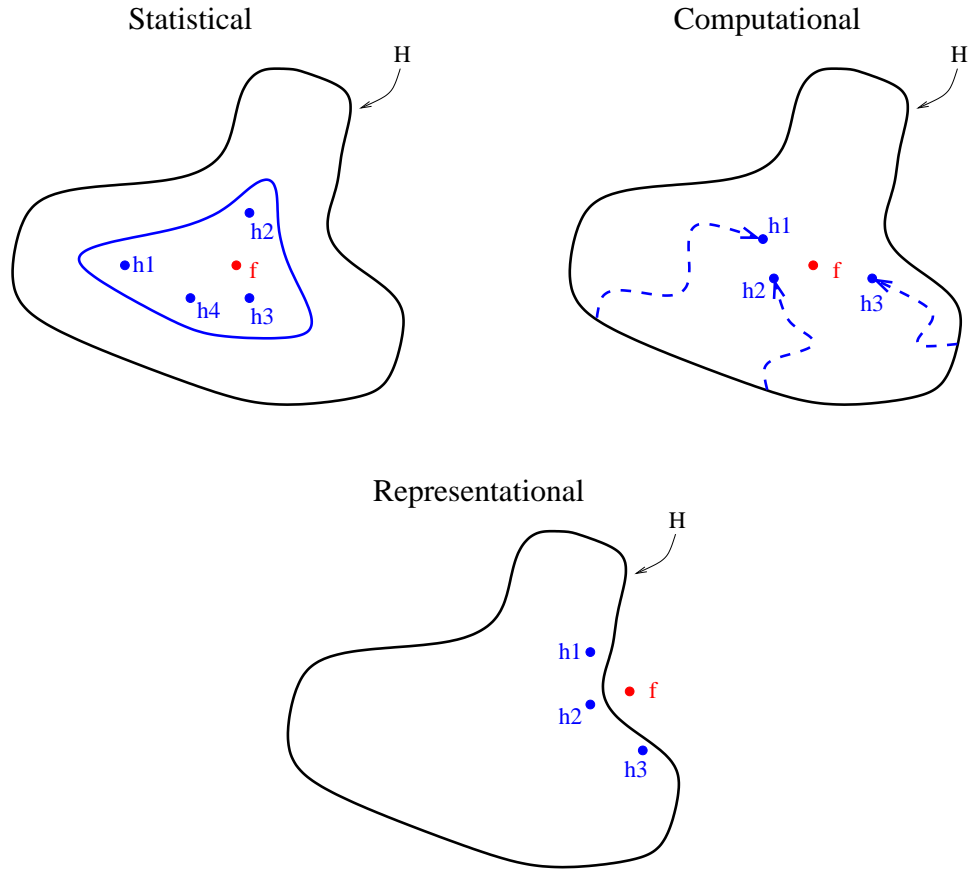 Statistical
H
h2
h1
f
h4
h3
Computational
H
h1
f
h2
h3
Representational
H
h1
f
h2
h3